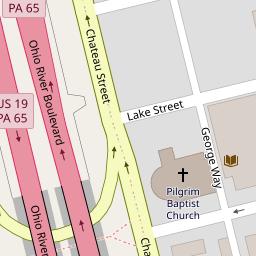 PA 65
Chateau Street
Ohio River Boulevard
Lake Street
US 19
PA 65
George Way
Pilgrim
Baptist
Church
Ohio River
Cha